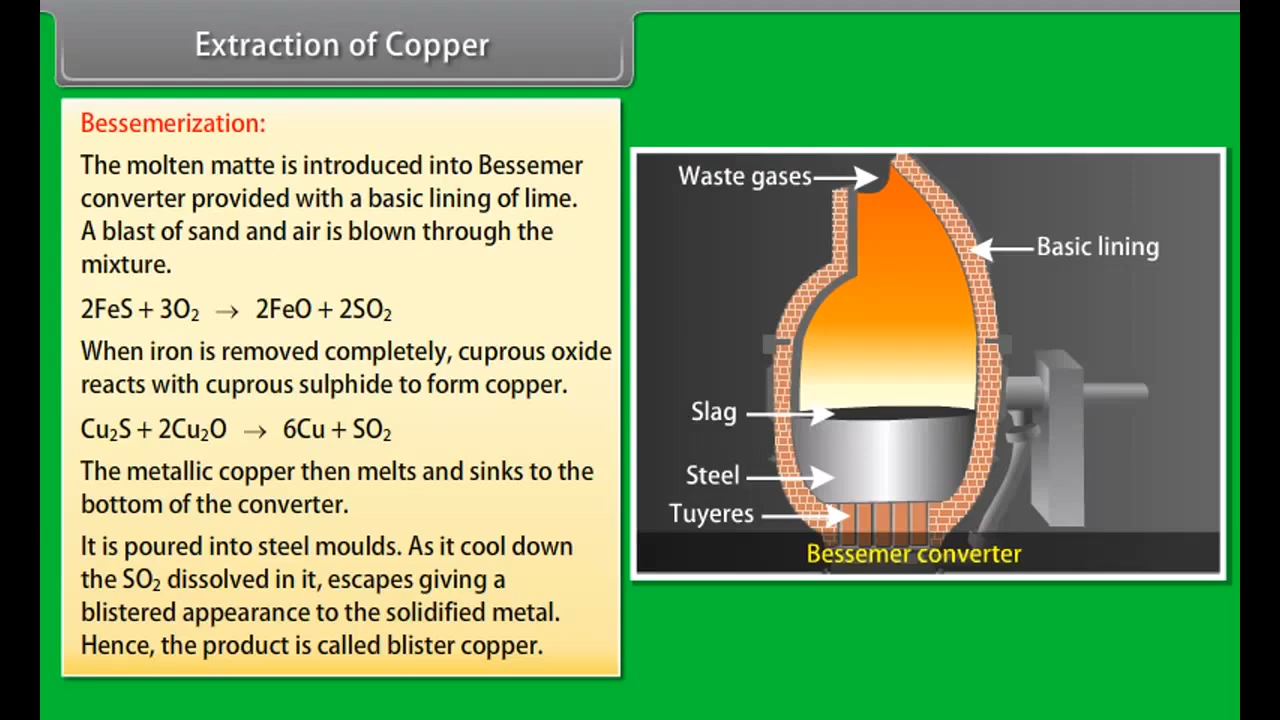 Extraction of Copper
Bessemerization:
The molten matte is introduced into Bessemer
converter provided with a basic lining of lime.
A blast of sand and air is blown through the
mixture.
2FeS + 3O₂ → 2FeO + 2SO₂
When iron is removed completely, cuprous oxide
reacts with cuprous sulphide to form copper.
Cu₂S + 2Cu₂O → 6Cu + SO₂
The metallic copper then melts and sinks to the
bottom of the converter.
It is poured into steel moulds. As it cool down
the SO₂ dissolved in it, escapes giving a
blistered appearance to the solidified metal.
Hence, the product is called blister copper.
Waste gases
Basic lining
Slag
Steel
Tuyeres
Bessemer converter